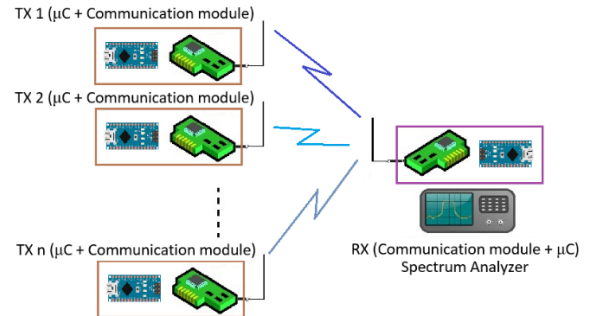 TX 1 (μC + Communication module)
TX 2 (μC + Communication module)
TX n (μC + Communication module)
RX (Communication module + μC)
Spectrum Analyzer